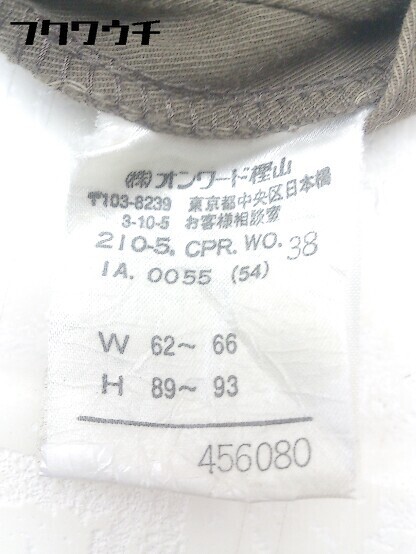 フクワウチ
㈱オンワード樫山
〒103-8239 東京都中央区日本橋
3-10-5 お客様相談室
210-5. CPR. WO. 38
IA. 0055 (54)
W 62～ 66
H 89～ 93
456080